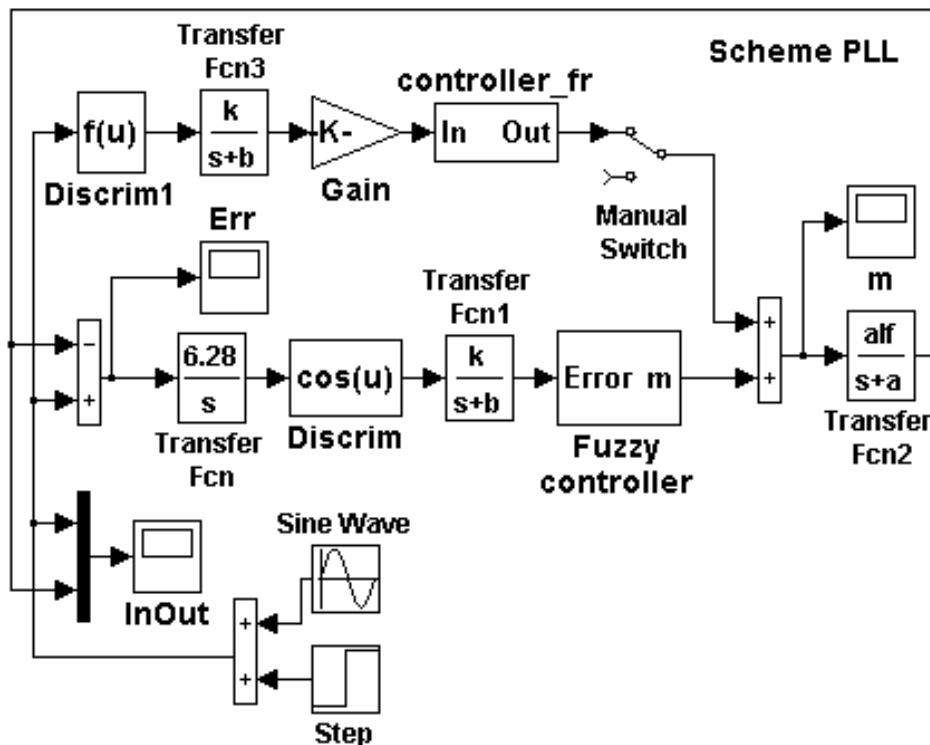 Transfer
Fcn3
Scheme PLL
controller_fr
f(u)
k
s+b
-K-
In Out
Discrim1
Gain
Manual
Switch
Err
m
Transfer
Fcn1
−
+
6.28
s
cos(u)
k
s+b
Error m
+
+
alf
s+a
Transfer
Fcn
Discrim
Fuzzy
controller
Transfer
Fcn2
Sine Wave
InOut
+
+
Step